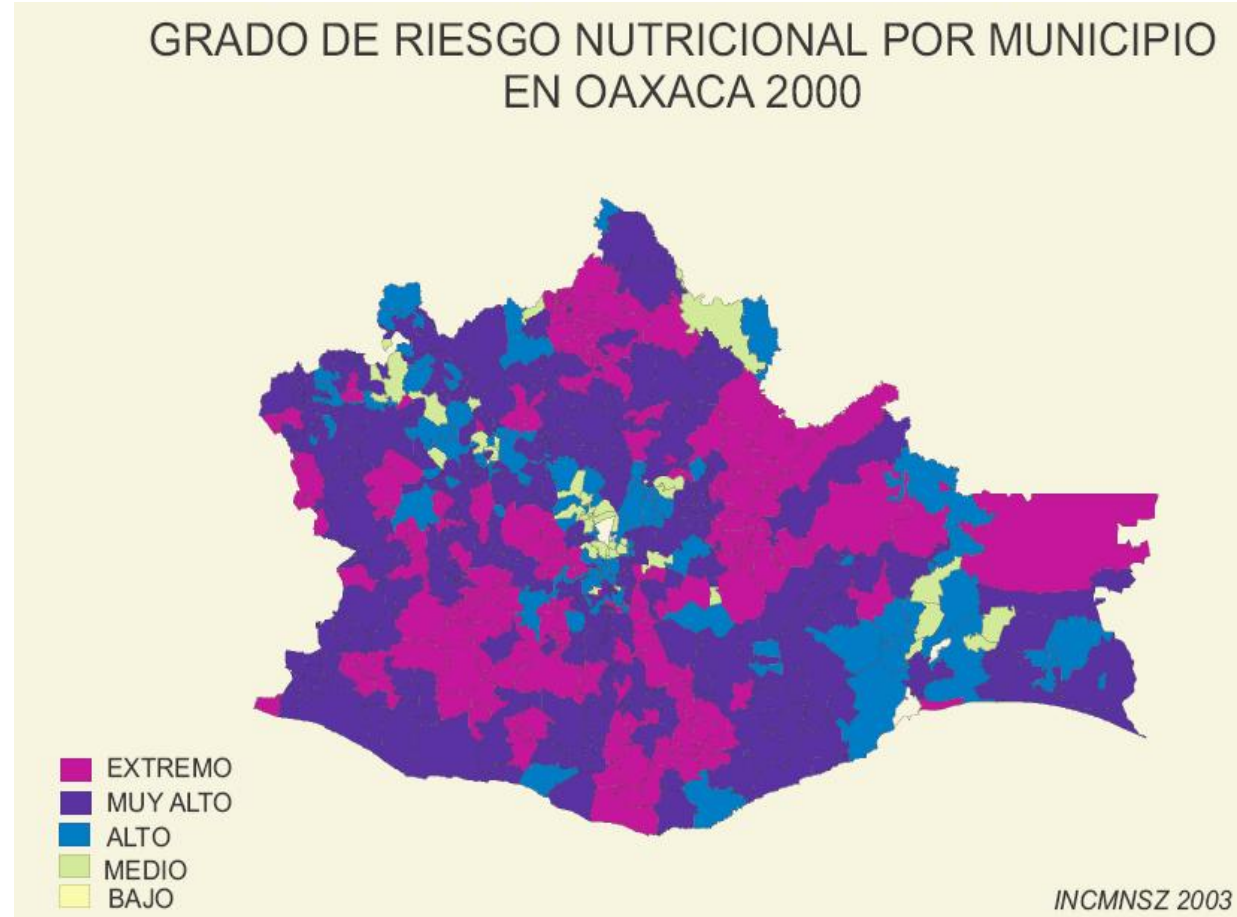 GRADO DE RIESGO NUTRICIONAL POR MUNICIPIO
EN OAXACA 2000
EXTREMO
MUY ALTO
ALTO
MEDIO
BAJO
INCMNSZ 2003